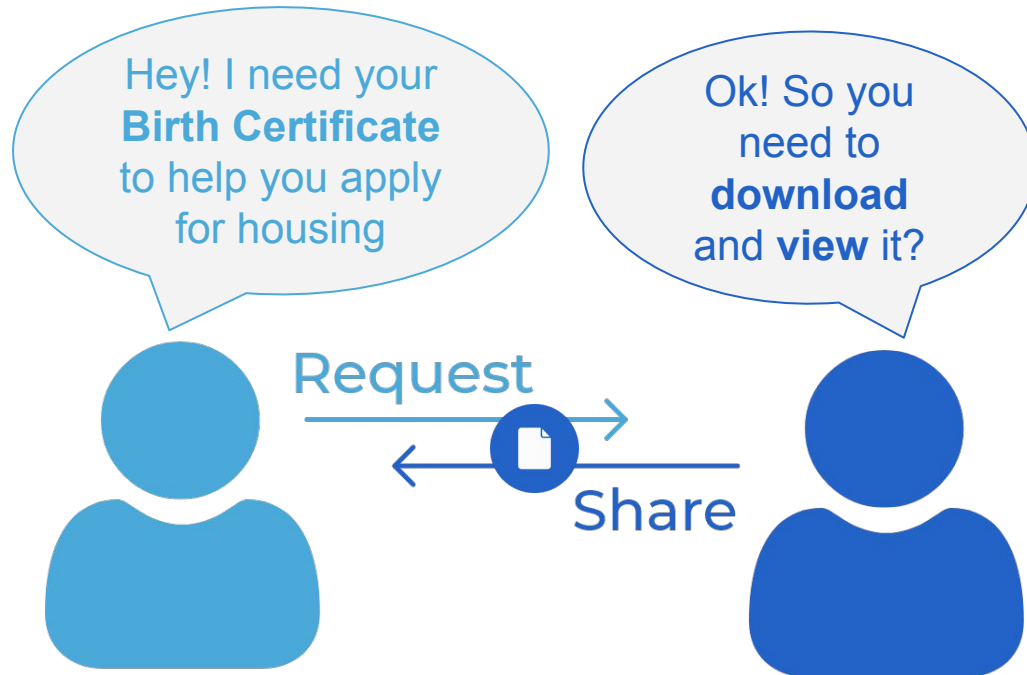 Hey! I need your
Birth Certificate
to help you apply
for housing
Ok! So you
need to
download
and view it?
Request
Share